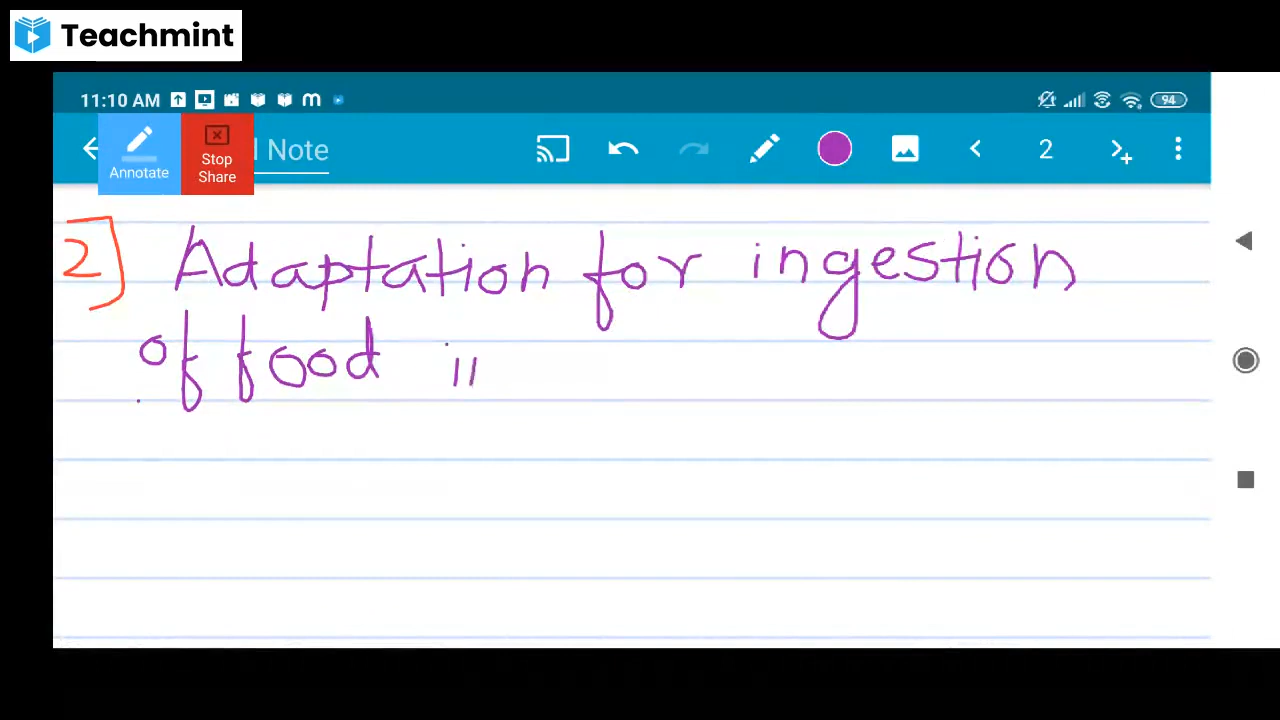 Teachmint
11:10 AM 94
Annotate Stop Share Note 2
2] Adaptation for ingestion
of food